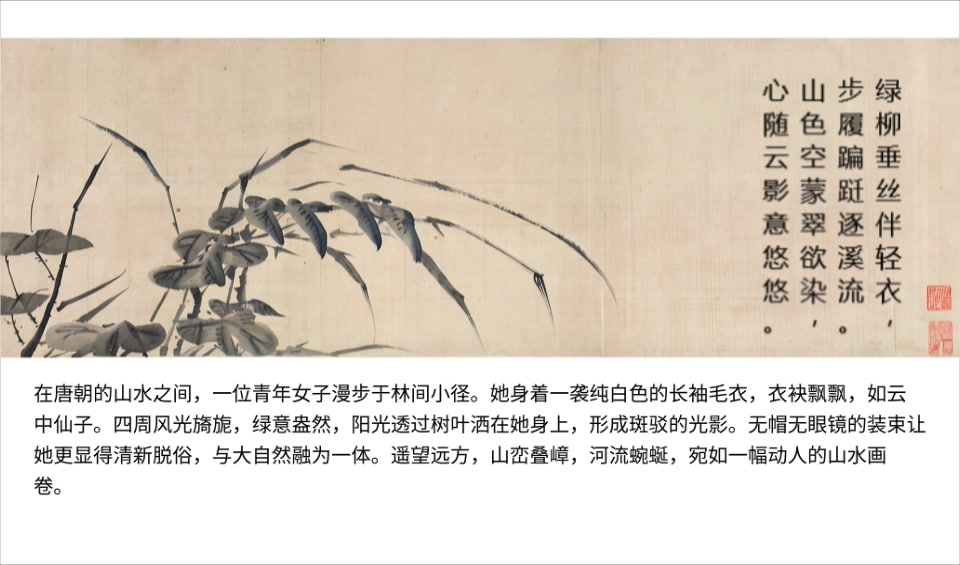 绿柳垂丝伴轻衣，
步履蹁跹逐溪流。
山色空蒙翠欲染，
心随云影意悠悠。
在唐朝的山水之间，一位青年女子漫步于林间小径。她身着一袭纯白色的长袖毛衣，衣袂飘飘，如云
中仙子。四周风光旖旎，绿意盎然，阳光透过树叶洒在她身上，形成斑驳的光影。无帽无眼镜的装束让
她更显得清新脱俗，与大自然融为一体。遥望远方，山峦叠嶂，河流蜿蜒，宛如一幅动人的山水画
卷。